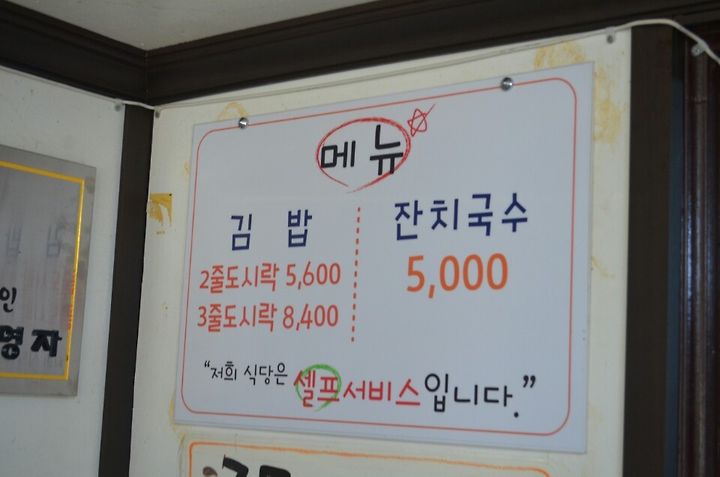 메뉴
김 밥
2줄도시락 5,600
3줄도시락 8,400
잔치국수
5,000
“저희 식당은 셀프서비스입니다.”
인
명자